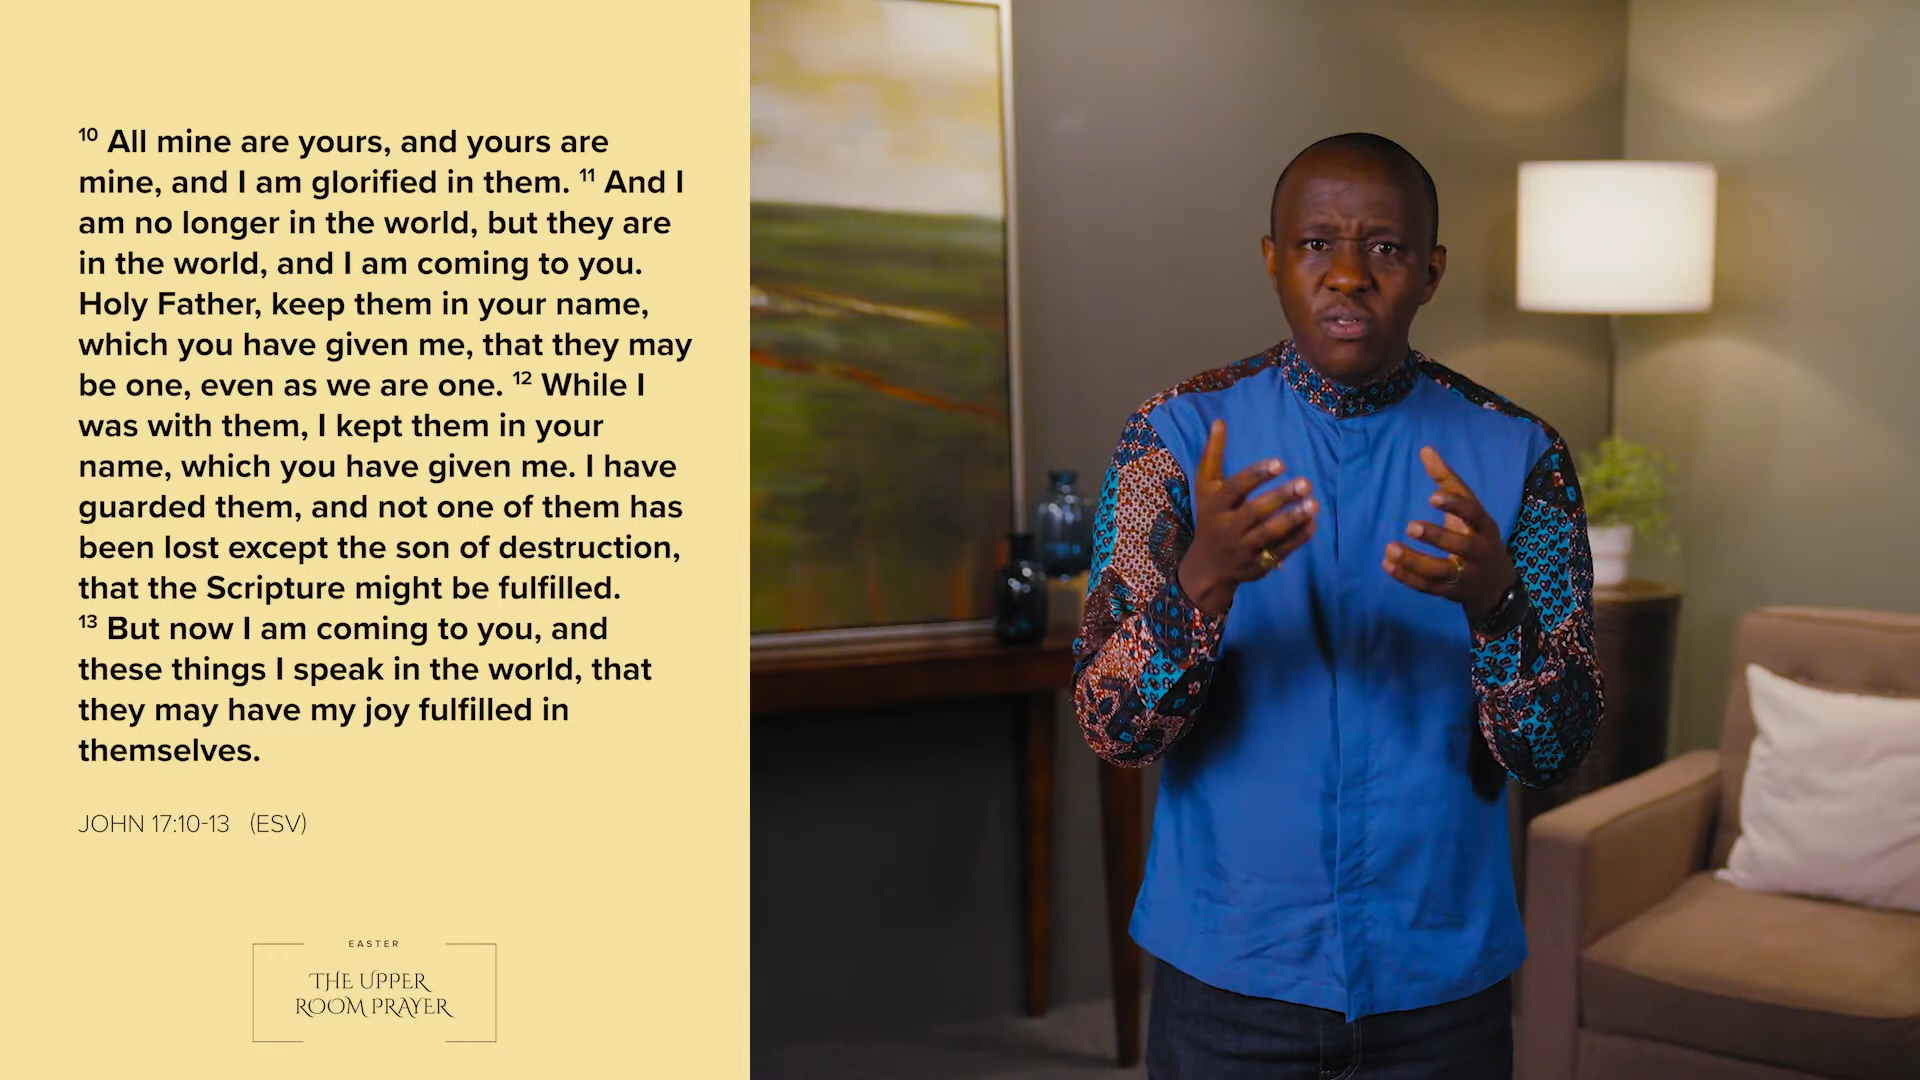 10 All mine are yours, and yours are
mine, and I am glorified in them. 11 And I
am no longer in the world, but they are
in the world, and I am coming to you.
Holy Father, keep them in your name,
which you have given me, that they may
be one, even as we are one. 12 While I
was with them, I kept them in your
name, which you have given me. I have
guarded them, and not one of them has
been lost except the son of destruction,
that the Scripture might be fulfilled.
13 But now I am coming to you, and
these things I speak in the world, that
they may have my joy fulfilled in
themselves.
JOHN 17:10-13 (ESV)
EASTER
THE UPPER
ROOM PRAYER